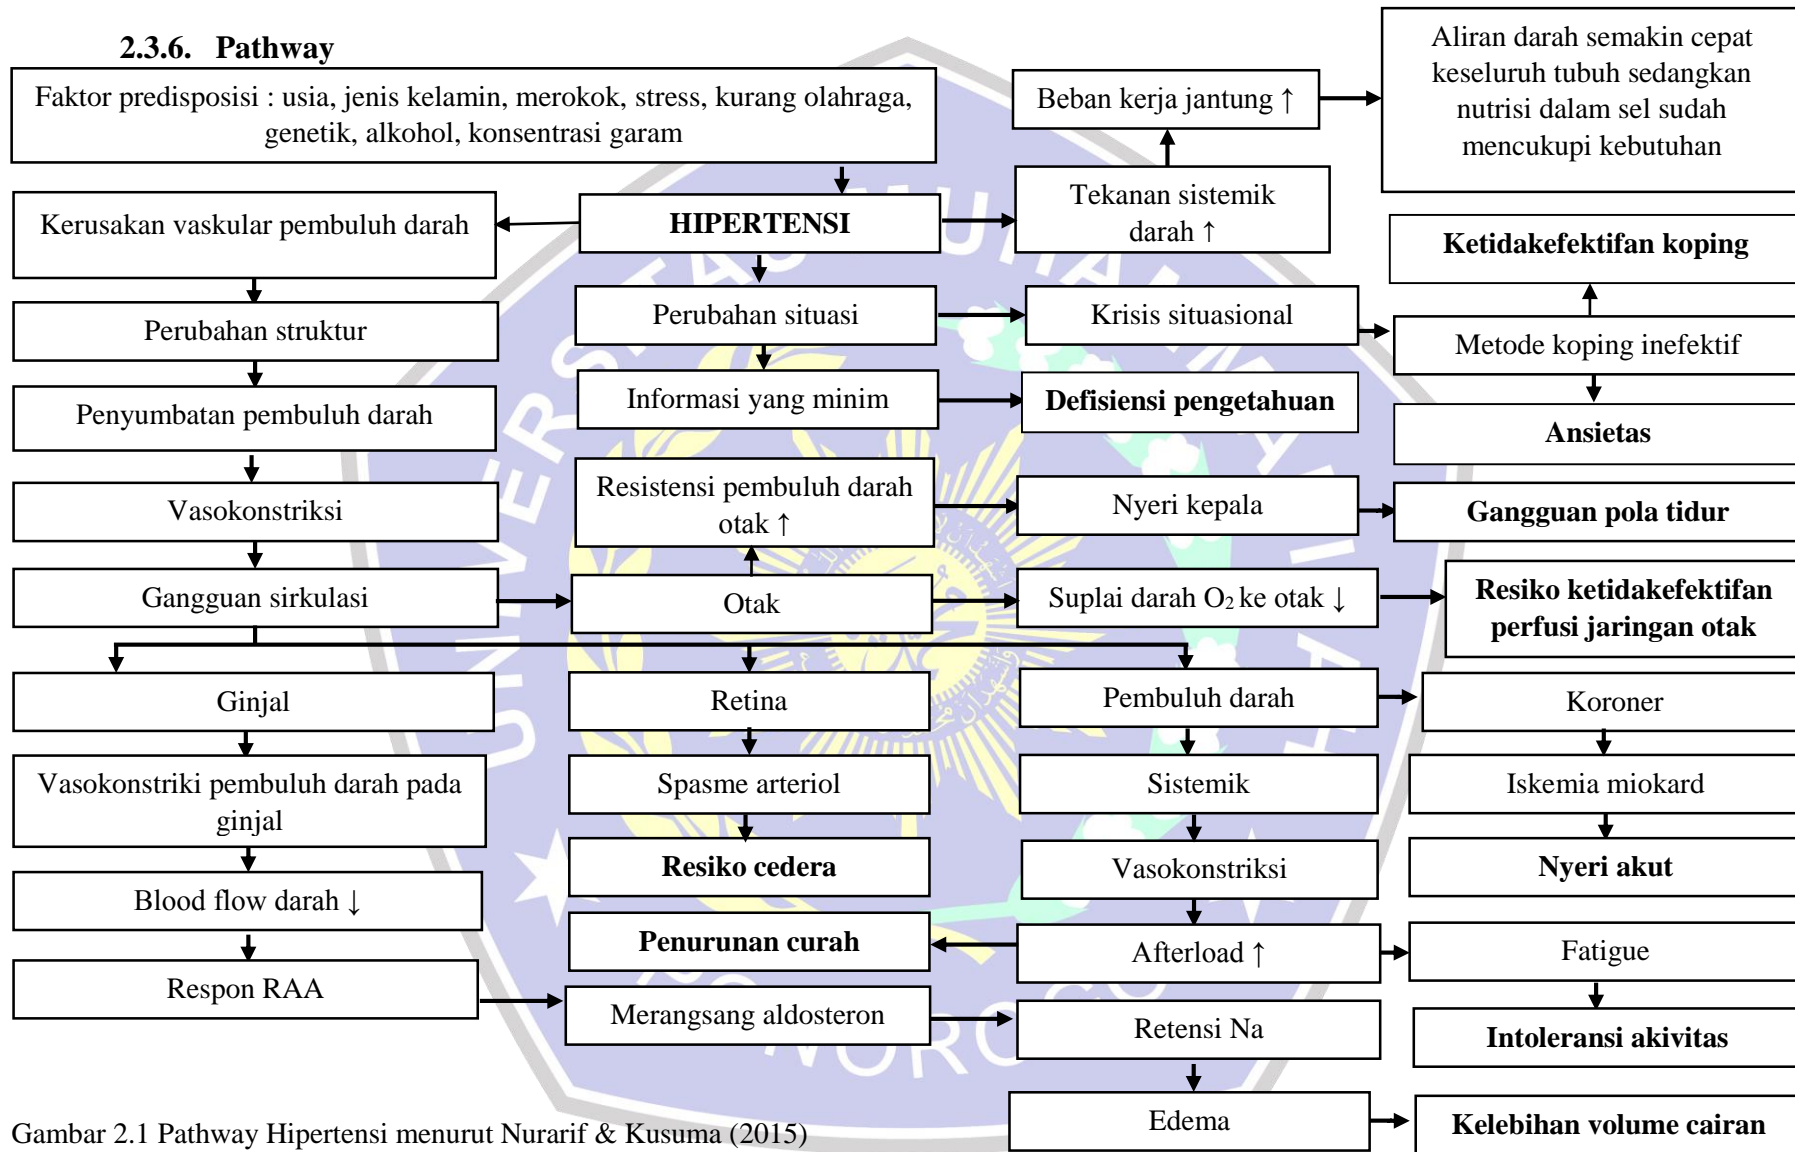 2.3.6. Pathway
Faktor predisposisi : usia, jenis kelamin, merokok, stress, kurang olahraga,
genetik, alkohol, konsentrasi garam
Beban kerja jantung ↑
Aliran darah semakin cepat
keseluruh tubuh sedangkan
nutrisi dalam sel sudah
mencukupi kebutuhan
Kerusakan vaskular pembuluh darah
HIPERTENSI
Tekanan sistemik
darah ↑
Ketidakefektifan koping
Perubahan struktur
Perubahan situasi
Krisis situasional
Metode koping inefektif
Penyumbatan pembuluh darah
Informasi yang minim
Defisiensi pengetahuan
Ansietas
Vasokonstriksi
Resistensi pembuluh darah
otak ↑
Nyeri kepala
Gangguan pola tidur
Gangguan sirkulasi
Otak
Suplai darah O₂ ke otak ↓
Resiko ketidakefektifan
perfusi jaringan otak
Ginjal
Retina
Pembuluh darah
Koroner
Vasokonstriki pembuluh darah pada
ginjal
Spasme arteriol
Sistemik
Iskemia miokard
Blood flow darah ↓
Resiko cedera
Vasokonstriksi
Nyeri akut
Respon RAA
Penurunan curah
Afterload ↑
Fatigue
Merangsang aldosteron
Retensi Na
Intoleransi akivitas
Edema
Kelebihan volume cairan
Gambar 2.1 Pathway Hipertensi menurut Nurarif & Kusuma (2015)